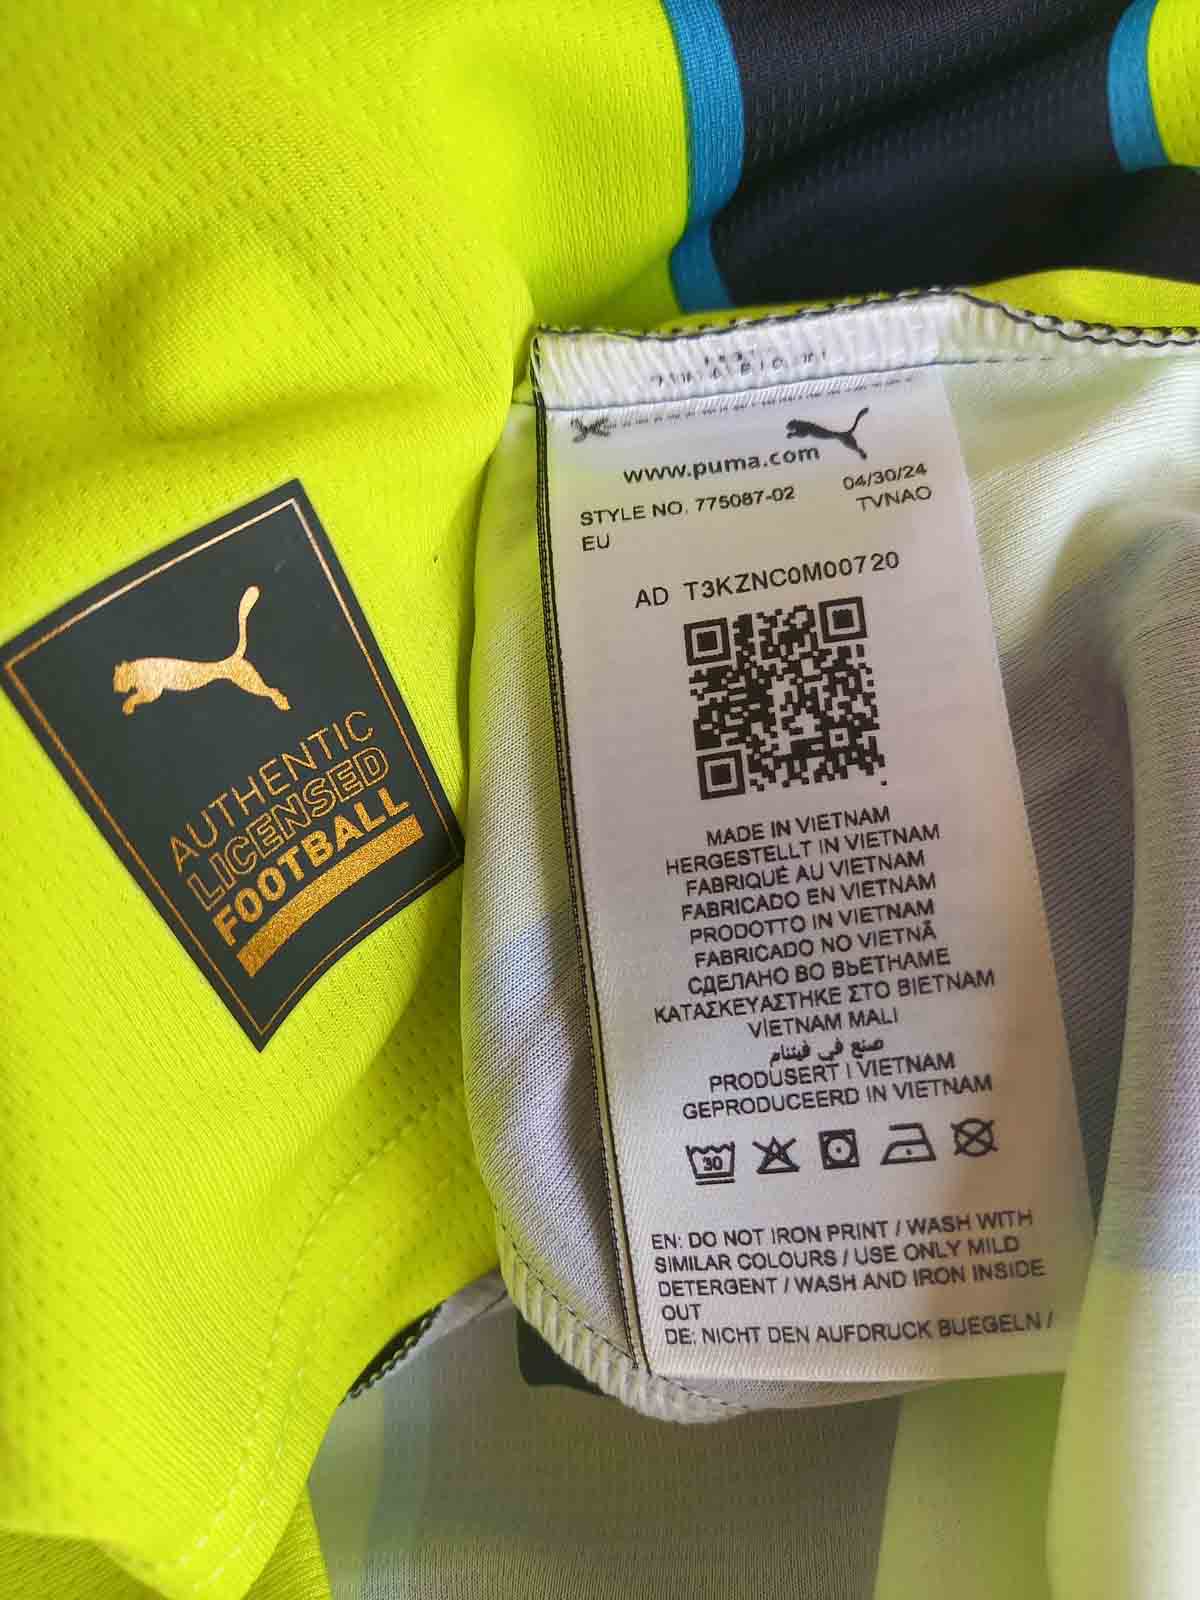 AUTHENTIC
LICENSED
FOOTBALL
www.puma.com
STYLE NO. 775087-02
04/30/24
EU
TVNAO
AD T3KZNC0M00720
MADE IN VIETNAM
HERGESTELLT IN VIETNAM
FABRIQUÉ AU VIETNAM
FABRICADO EN VIETNAM
PRODOTTO IN VIETNAM
FABRICADO NO VIETNÃ
СДЕЛАНО ВО ВЬЕТНАМЕ
ΚΑΤΑΣΚΕΥΑΣΤΗΚΕ ΣΤΟ ΒΙΕΤΝΑΜ
VİETNAM MALI
صنع في فيتنام
PRODUSERT I VIETNAM
GEPRODUCEERD IN VIETNAM
30
EN: DO NOT IRON PRINT / WASH WITH
SIMILAR COLOURS / USE ONLY MILD
DETERGENT / WASH AND IRON INSIDE
OUT
DE: NICHT DEN AUFDRUCK BUEGELN /